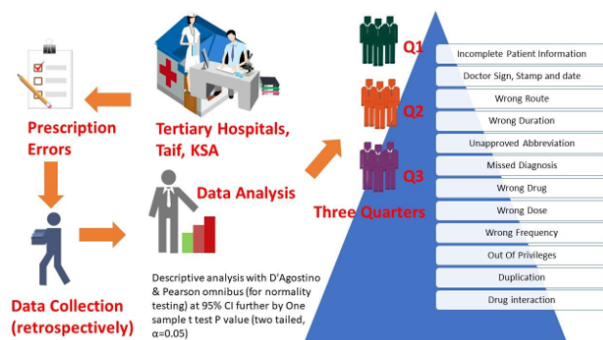 Prescription
Errors
Tertiary Hospitals,
Taif, KSA
Data Collection
(retrospectively)
Data Analysis
Descriptive analysis with D'Agostino
& Pearson omnibus (for normality
testing) at 95% CI further by One
sample t test P value (two tailed,
α=0.05)
Q1
Q2
Q3
Three Quarters
Incomplete Patient Information
Doctor Sign, Stamp and date
Wrong Route
Wrong Duration
Unapproved Abbreviation
Missed Diagnosis
Wrong Drug
Wrong Dose
Wrong Frequency
Out Of Privileges
Duplication
Drug interaction